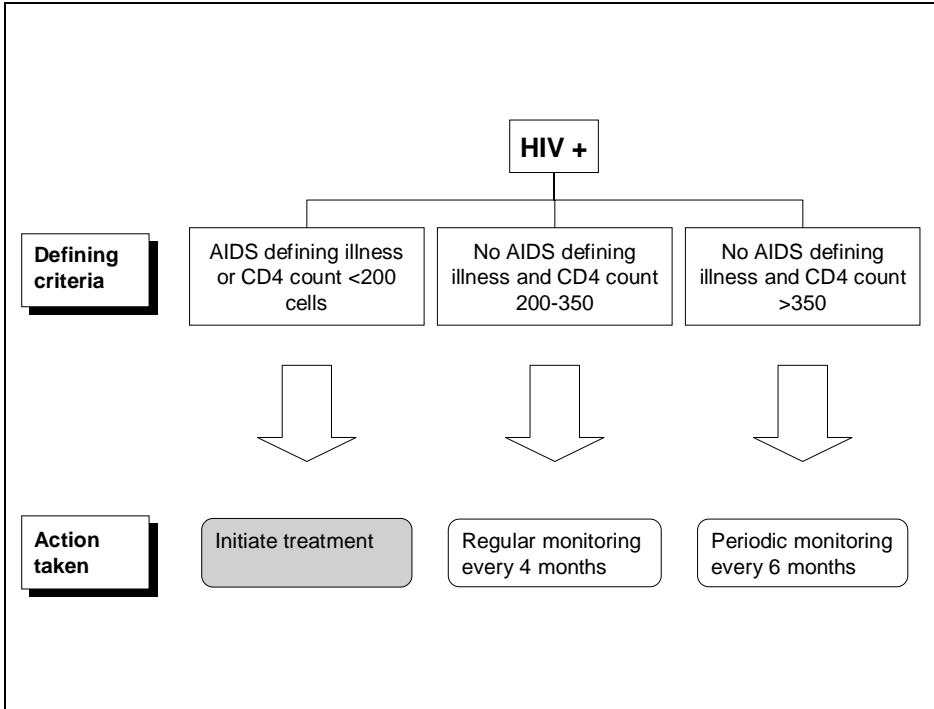 HIV +
Defining
criteria
AIDS defining illness
or CD4 count <200
cells
No AIDS defining
illness and CD4 count
200-350
No AIDS defining
illness and CD4 count
>350
Action
taken
Initiate treatment
Regular monitoring
every 4 months
Periodic monitoring
every 6 months